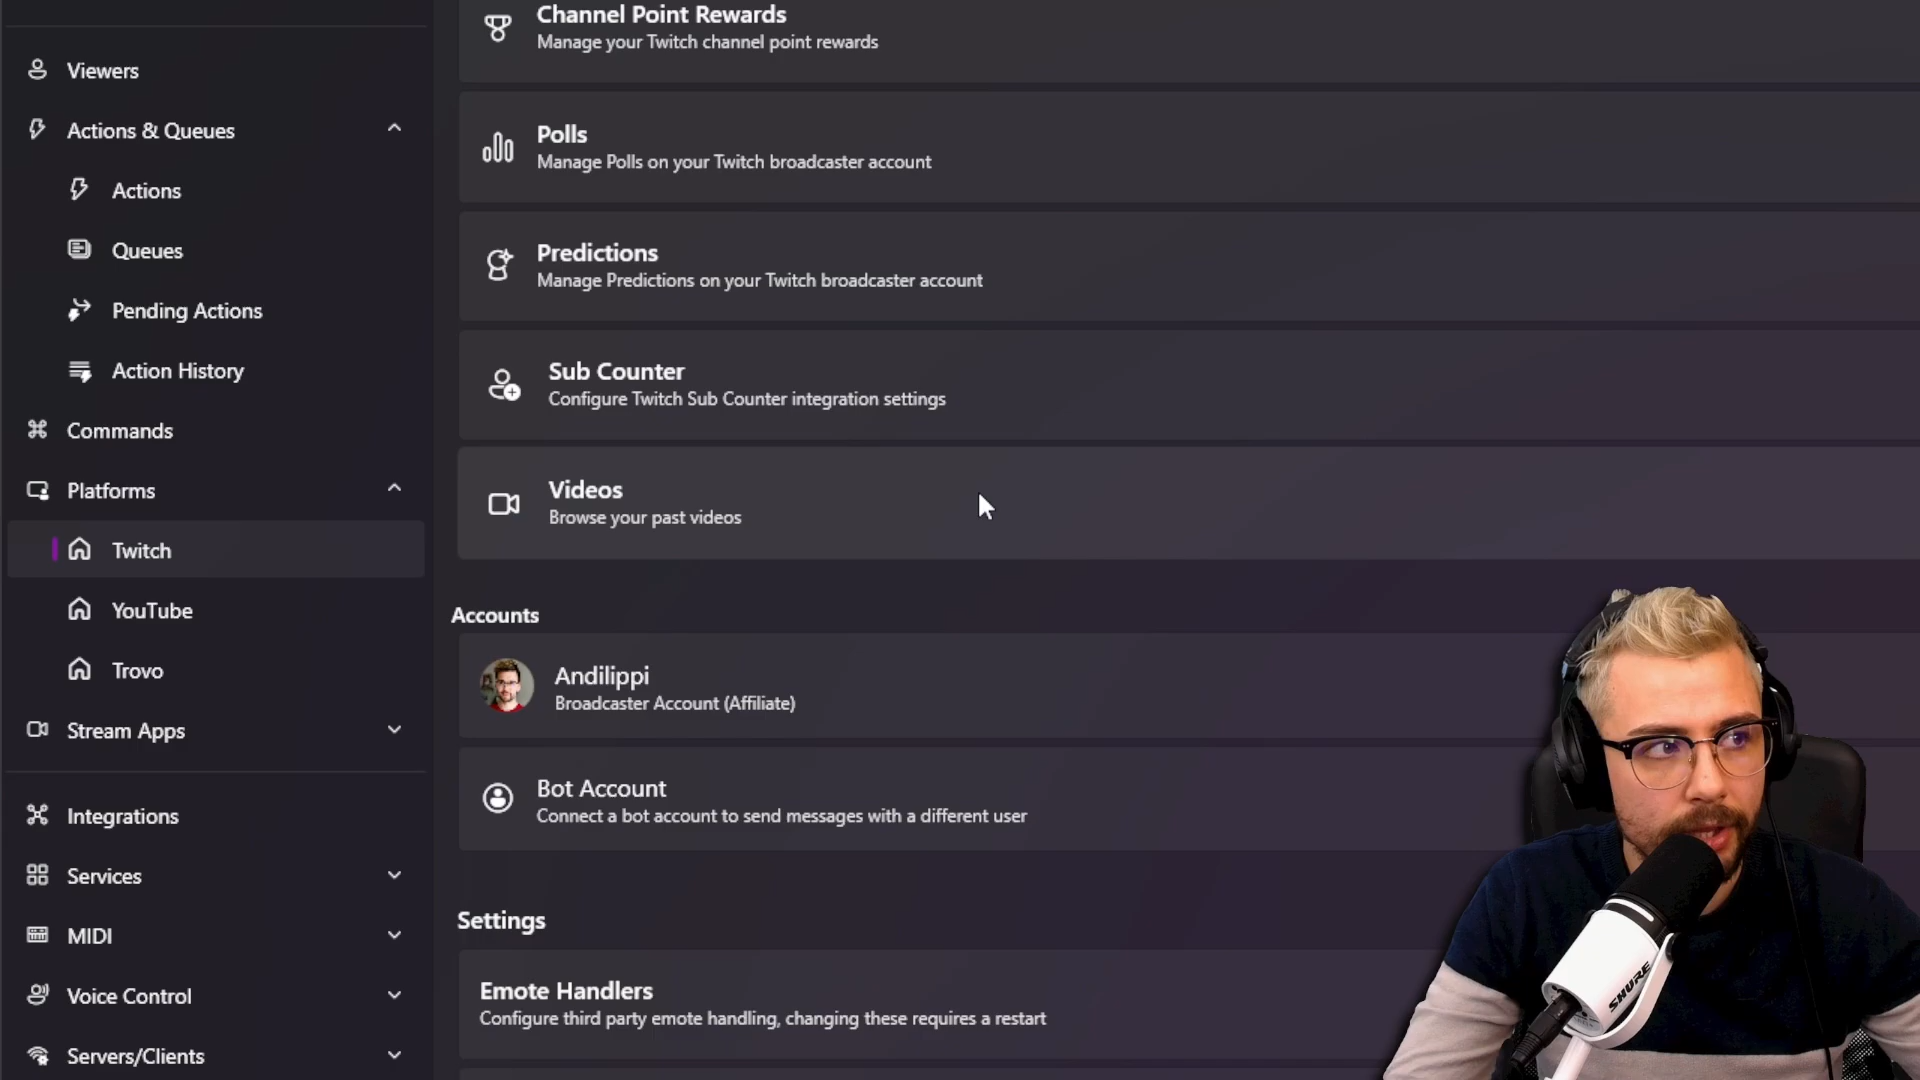 Viewers
Actions & Queues
Actions
Queues
Pending Actions
Action History
Commands
Platforms
Twitch
YouTube
Trovo
Stream Apps
Integrations
Services
MIDI
Voice Control
Servers/Clients
Channel Point Rewards
Manage your Twitch channel point rewards
Polls
Manage Polls on your Twitch broadcaster account
Predictions
Manage Predictions on your Twitch broadcaster account
Sub Counter
Configure Twitch Sub Counter integration settings
Videos
Browse your past videos
Accounts
Andilippi
Broadcaster Account (Affiliate)
Bot Account
Connect a bot account to send messages with a different user
Settings
Emote Handlers
Configure third party emote handling, changing these requires a restart
SHURE